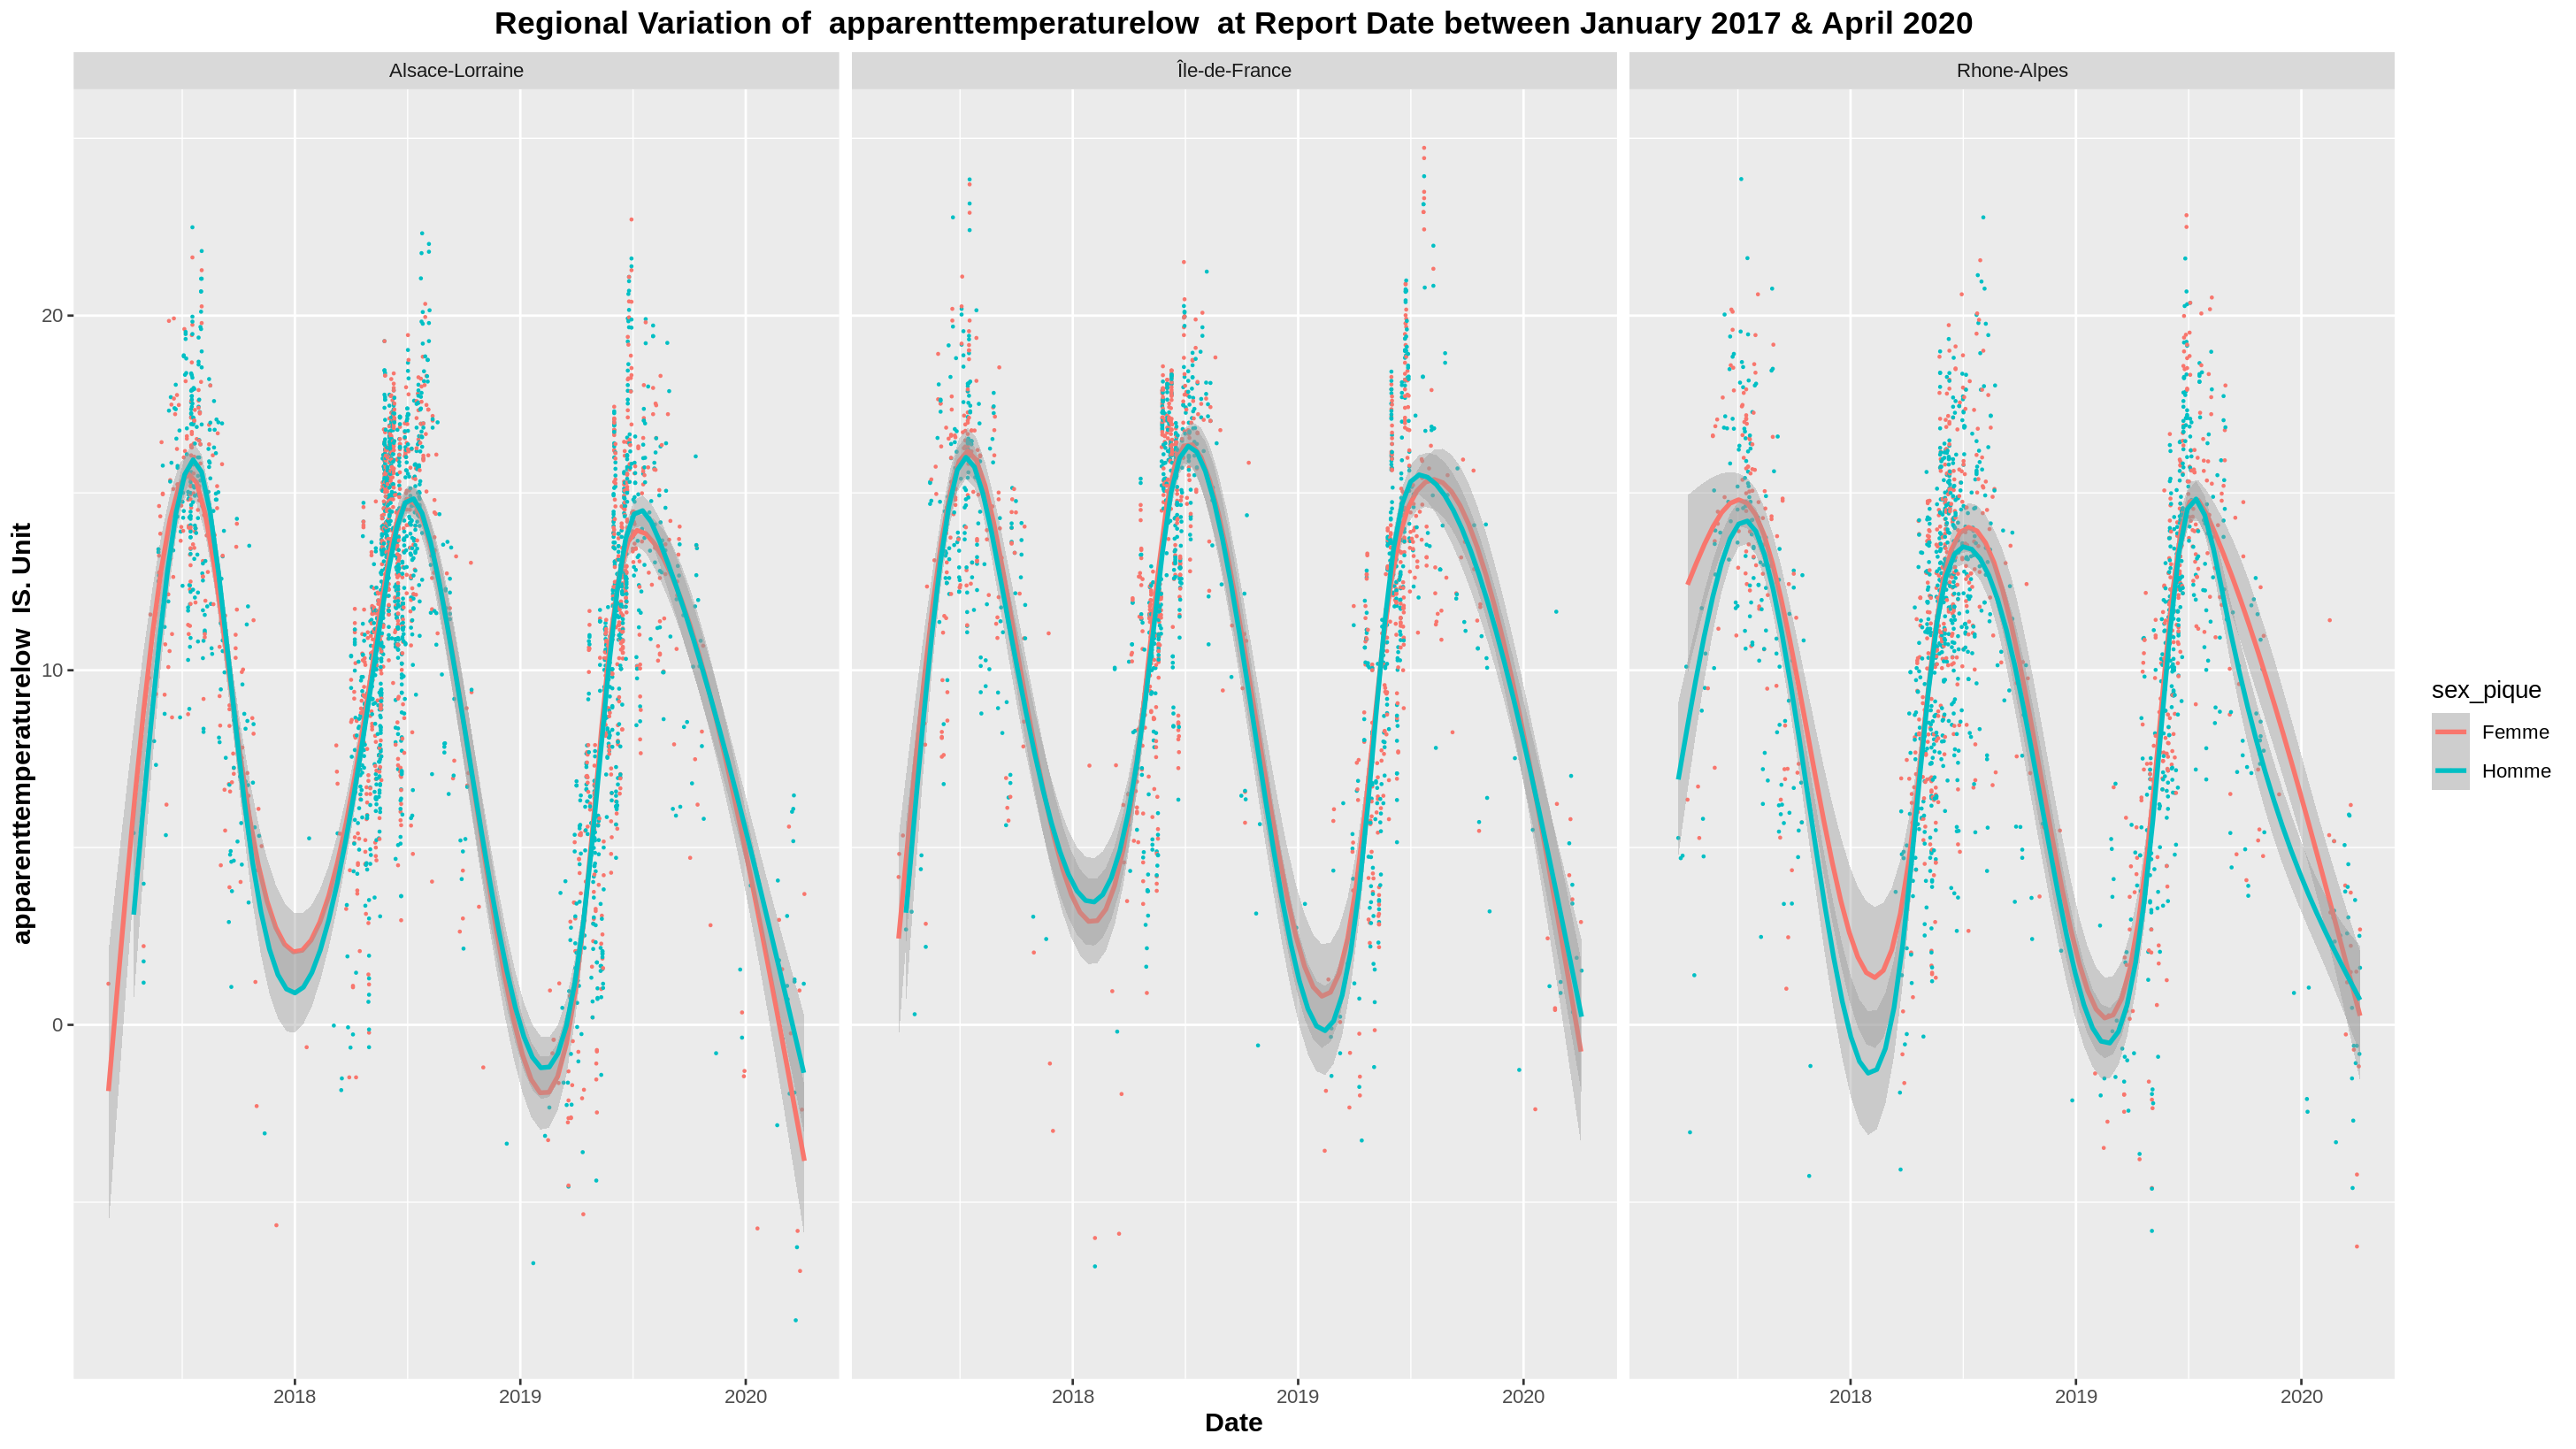 Regional Variation of  apparenttemperaturelow  at Report Date between January 2017 & April 2020
Alsace-Lorraine
Île-de-France
Rhone-Alpes
apparenttemperaturelow  IS. Unit
20
10
0
2018
2019
2020
2018
2019
2020
2018
2019
2020
Date
sex_pique
Femme
Homme